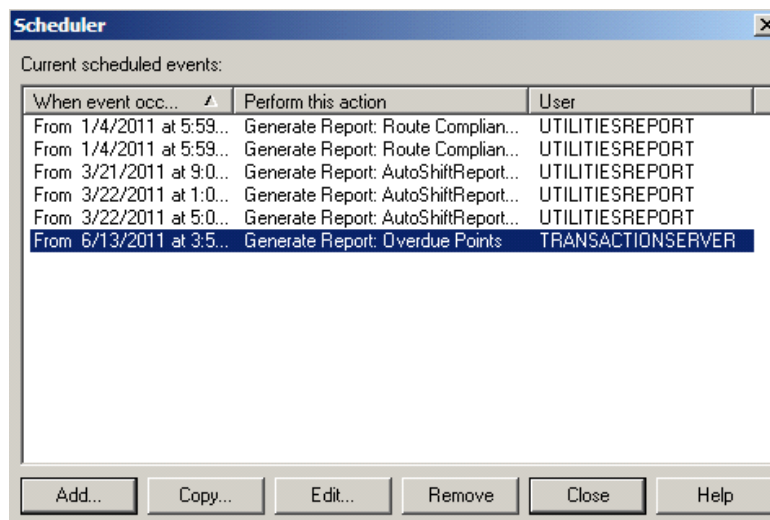 Scheduler
Current scheduled events:
When event occ... Perform this action User
From 1/4/2011 at 5:59... Generate Report: Route Complian... UTILITIESREPORT
From 1/4/2011 at 5:59... Generate Report: Route Complian... UTILITIESREPORT
From 3/21/2011 at 9:0... Generate Report: AutoShiftReport... UTILITIESREPORT
From 3/22/2011 at 1:0... Generate Report: AutoShiftReport... UTILITIESREPORT
From 3/22/2011 at 5:0... Generate Report: AutoShiftReport... UTILITIESREPORT
From 6/13/2011 at 3:5... Generate Report: Overdue Points TRANSACTIONSERVER
Add... Copy... Edit... Remove Close Help